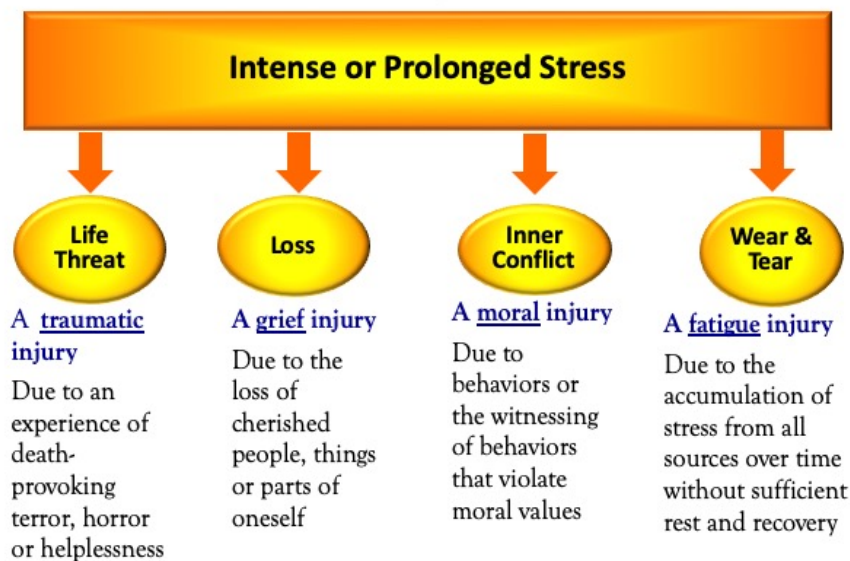 Intense or Prolonged Stress
Life
Threat
A traumatic
injury
Due to an
experience of
death-
provoking
terror, horror
or helplessness
Loss
A grief injury
Due to the
loss of
cherished
people, things
or parts of
oneself
Inner
Conflict
A moral injury
Due to
behaviors or
the witnessing
of behaviors
that violate
moral values
Wear &
Tear
A fatigue injury
Due to the
accumulation of
stress from all
sources over time
without sufficient
rest and recovery